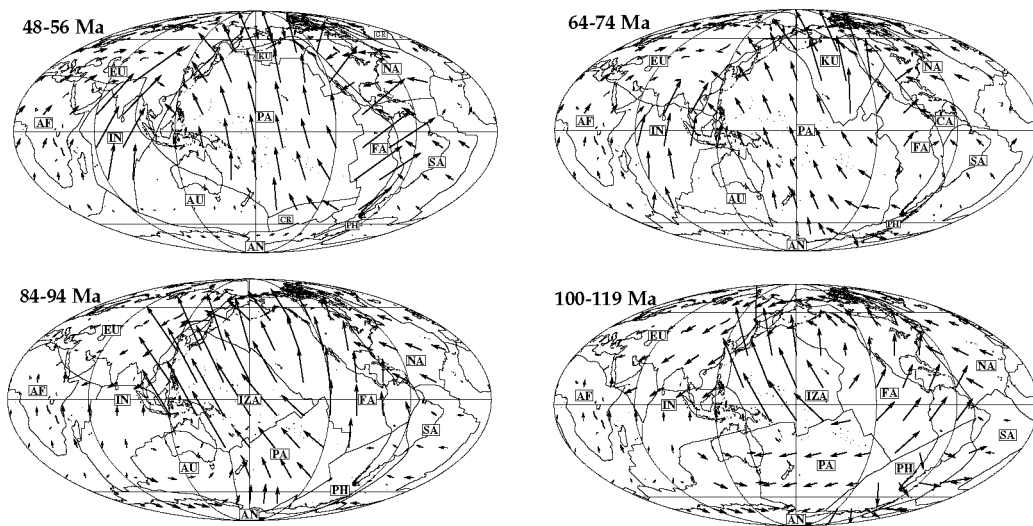 48-56 Ma
CR
KU
EU
NA
PA
AF
IN
FA
SA
AU
CR
PH
AN
64-74 Ma
EU
KU
NA
AF
CA
IN
PA
FA
SA
AU
PH
AN
84-94 Ma
EU
NA
AF
IN
IZA
FA
SA
PA
AU
PH
AN
100-119 Ma
EU
NA
AF
IZA
FA
IN
SA
PA
PH
AN